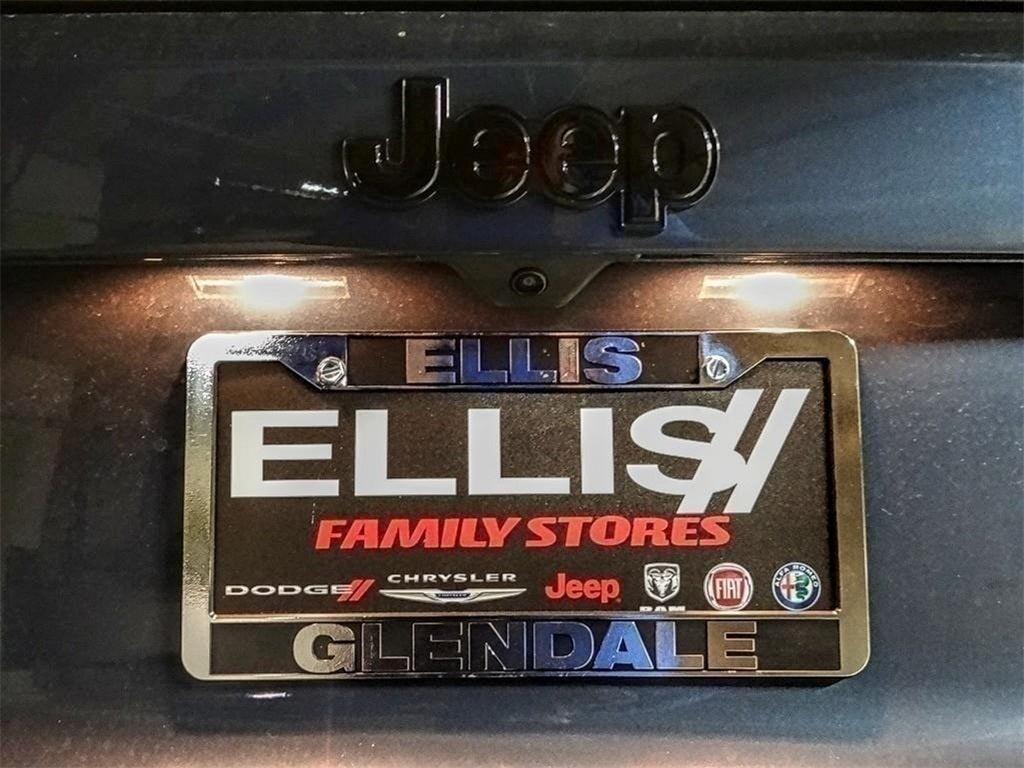 Jeep
ELLIS
ELLIS
FAMILY STORES
DODGE CHRYSLER Jeep RAM FIAT ALFA ROMEO
GLENDALE